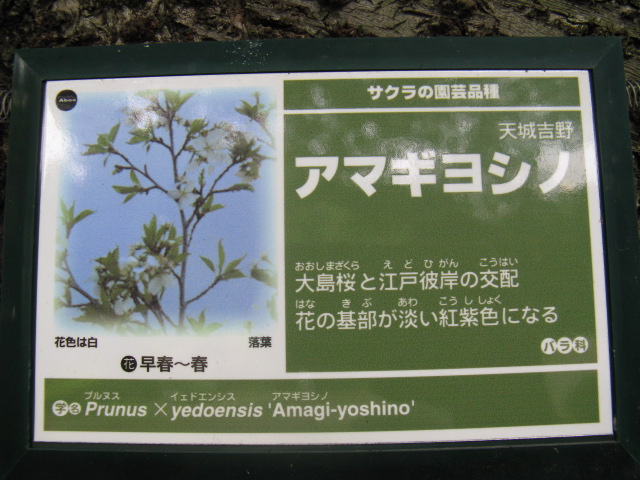 Aboc
サクラの園芸品種
天城吉野
アマギヨシノ
おおしまざくら えどひがん こうはい
大島桜と江戸彼岸の交配
はな きぶ あわ こうししょく
花の基部が淡い紅紫色になる
バラ科
花色は白 落葉
花 早春〜春
プルヌス イェドエンシス アマギヨシノ
学名 Prunus × yedoensis 'Amagi-yoshino'